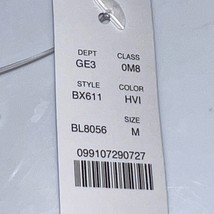 DEPT CLASS
GE3 0M8
STYLE COLOR
BX611 HVI
SIZE
BL8056 M
099107290727